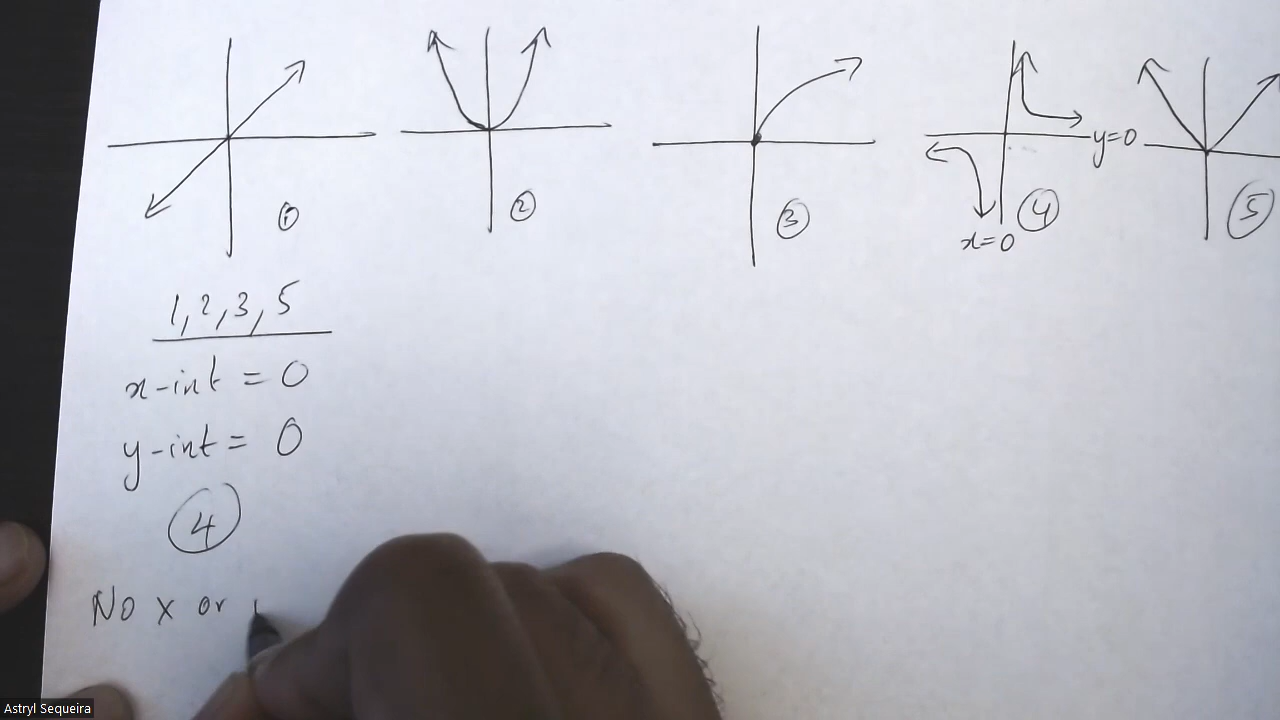 y=0
① ② ③ ④ ⑤
x=0
1, 2, 3, 5
x-int = 0
y-int = 0
④
No x or
Astryl Sequeira